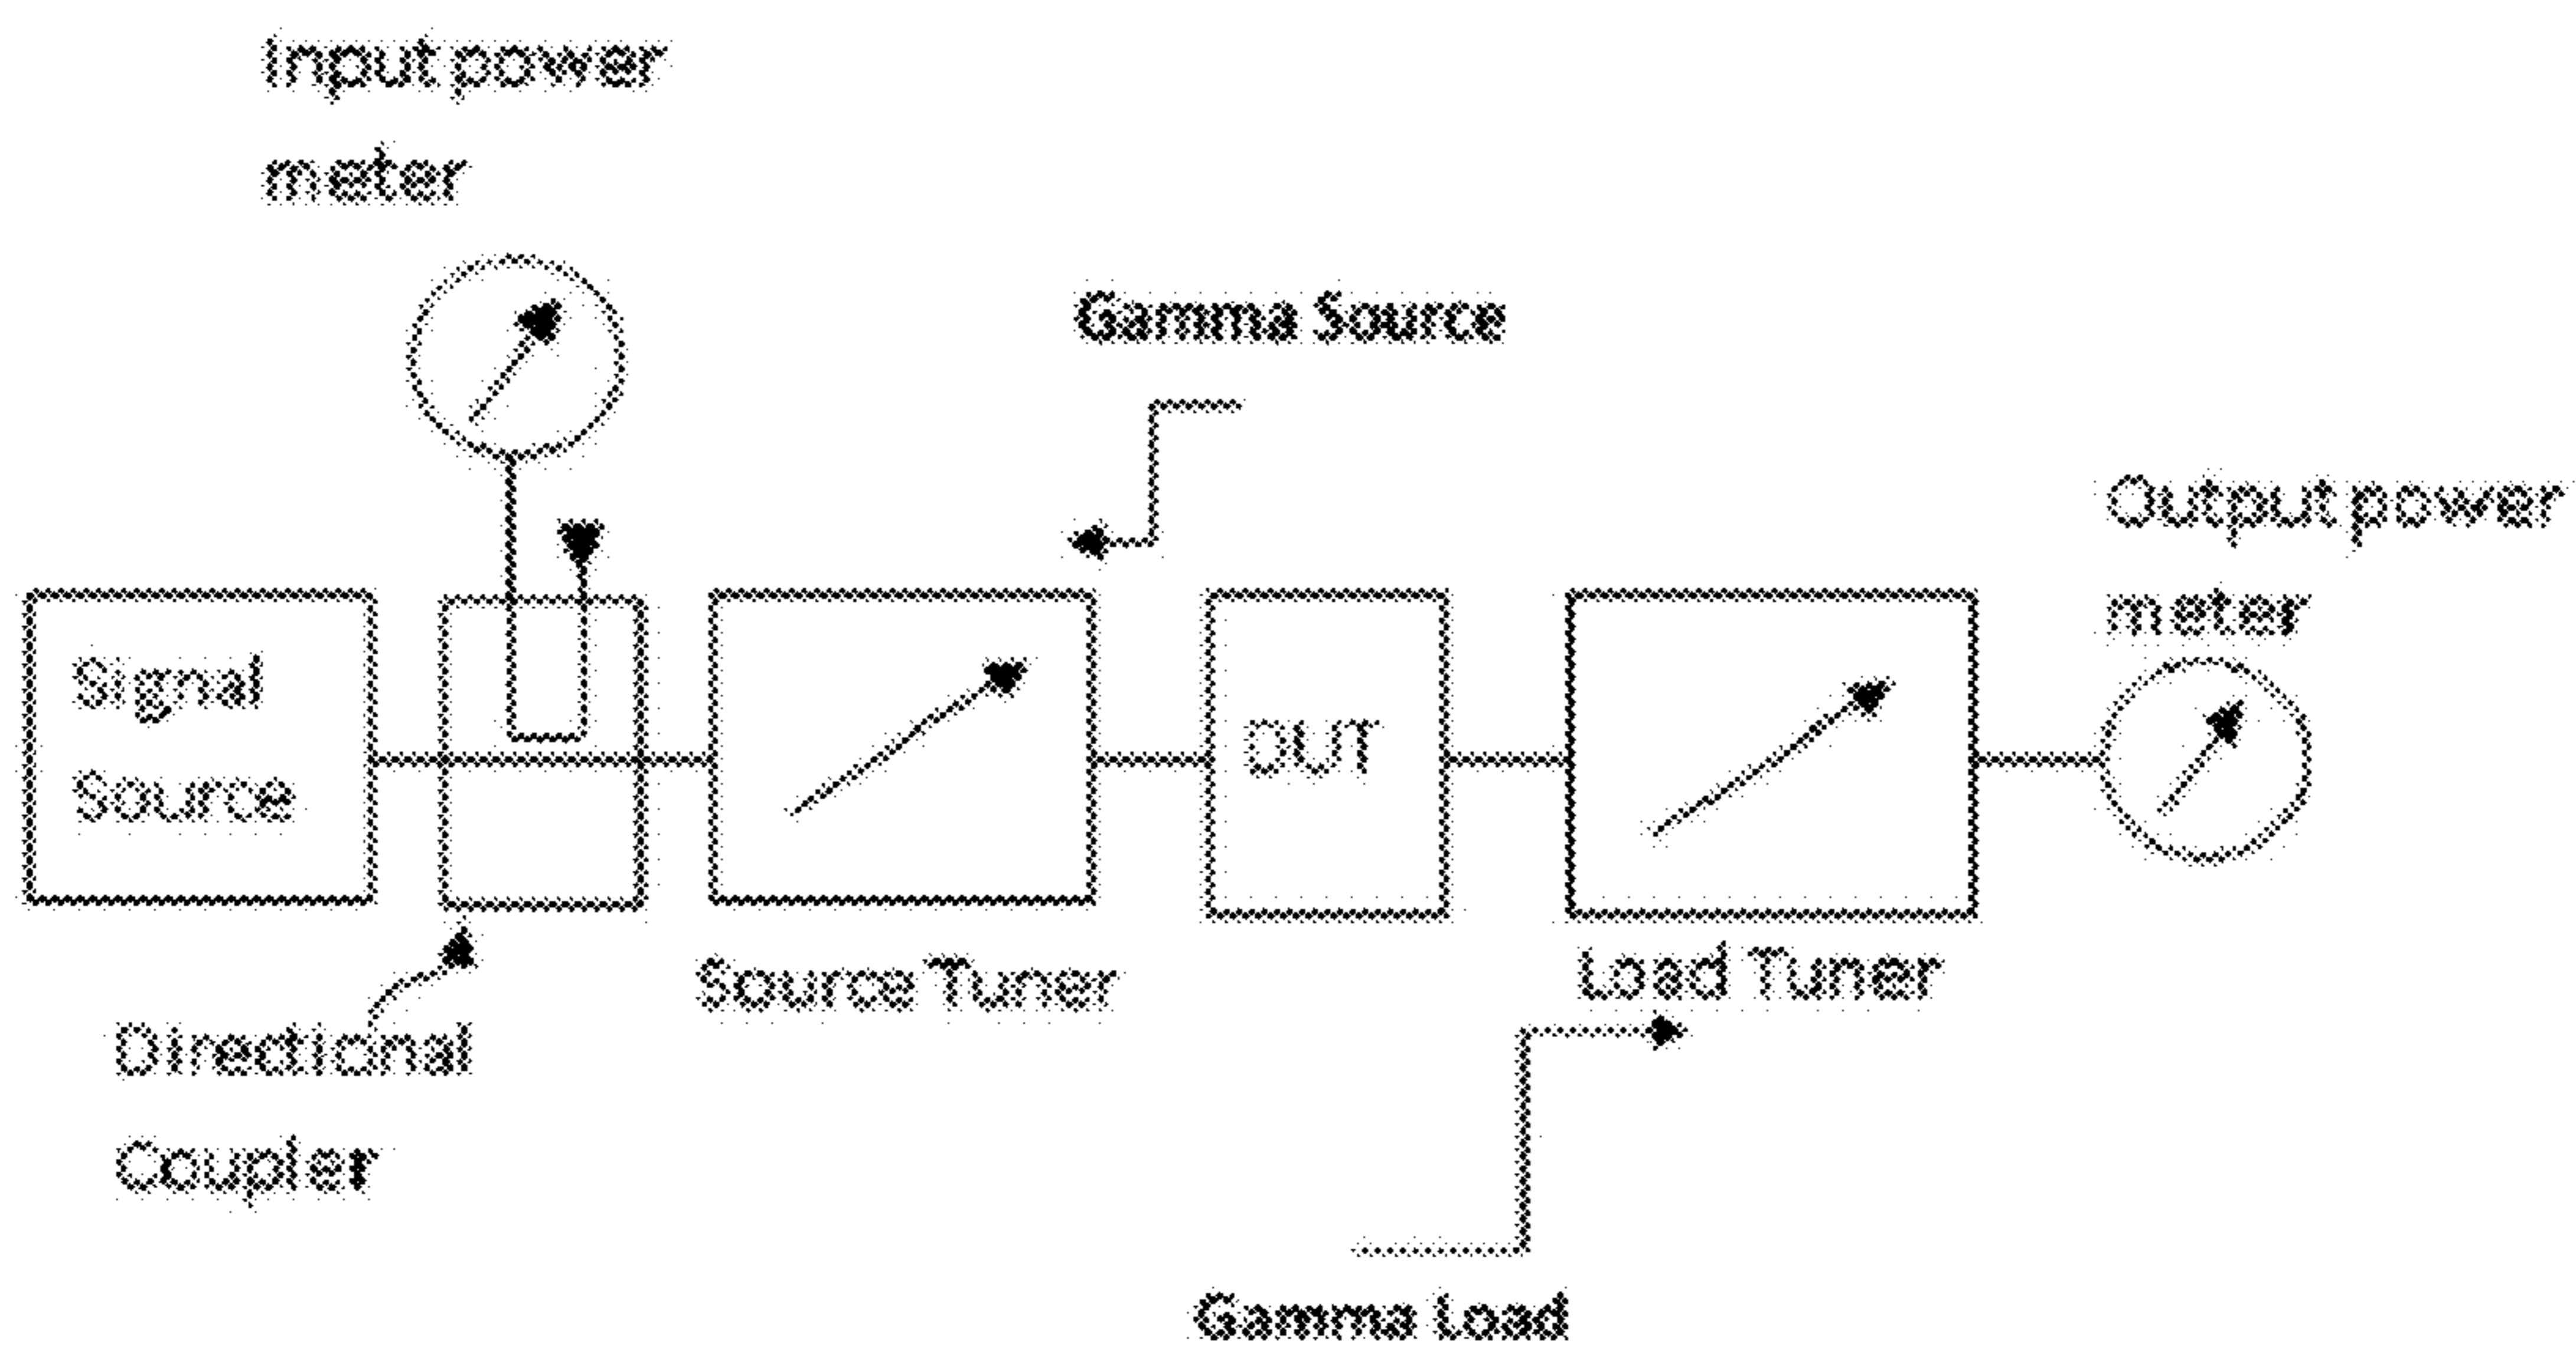 Input power
meter
Gamma Source
Output power
meter
Signal
Source
DUT
Source Tuner
Load Tuner
Directional
Coupler
Gamma Load